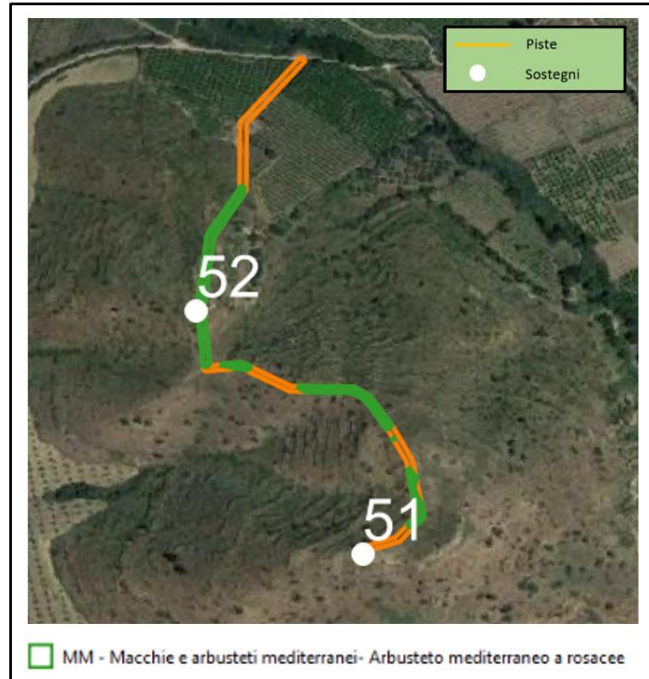 Piste
Sostegni
52
51
MM - Macchie e arbusteti mediterranei- Arbusteto mediterraneo a rosacee